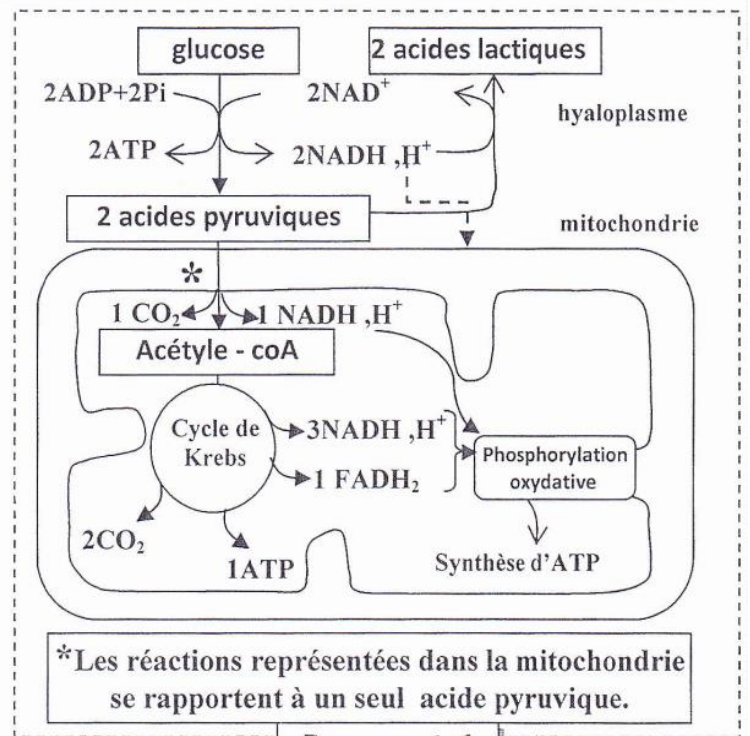 glucose
2 acides lactiques
2ADP+2Pi
2NAD⁺
hyaloplasme
2ATP
2NADH ,H⁺
2 acides pyruviques
mitochondrie
*
1 CO₂
1 NADH ,H⁺
Acétyle - coA
Cycle de
Krebs
3NADH ,H⁺
1 FADH₂
Phosphorylation
oxydative
2CO₂
1ATP
Synthèse d'ATP
*Les réactions représentées dans la mitochondrie
se rapportent à un seul acide pyruvique.